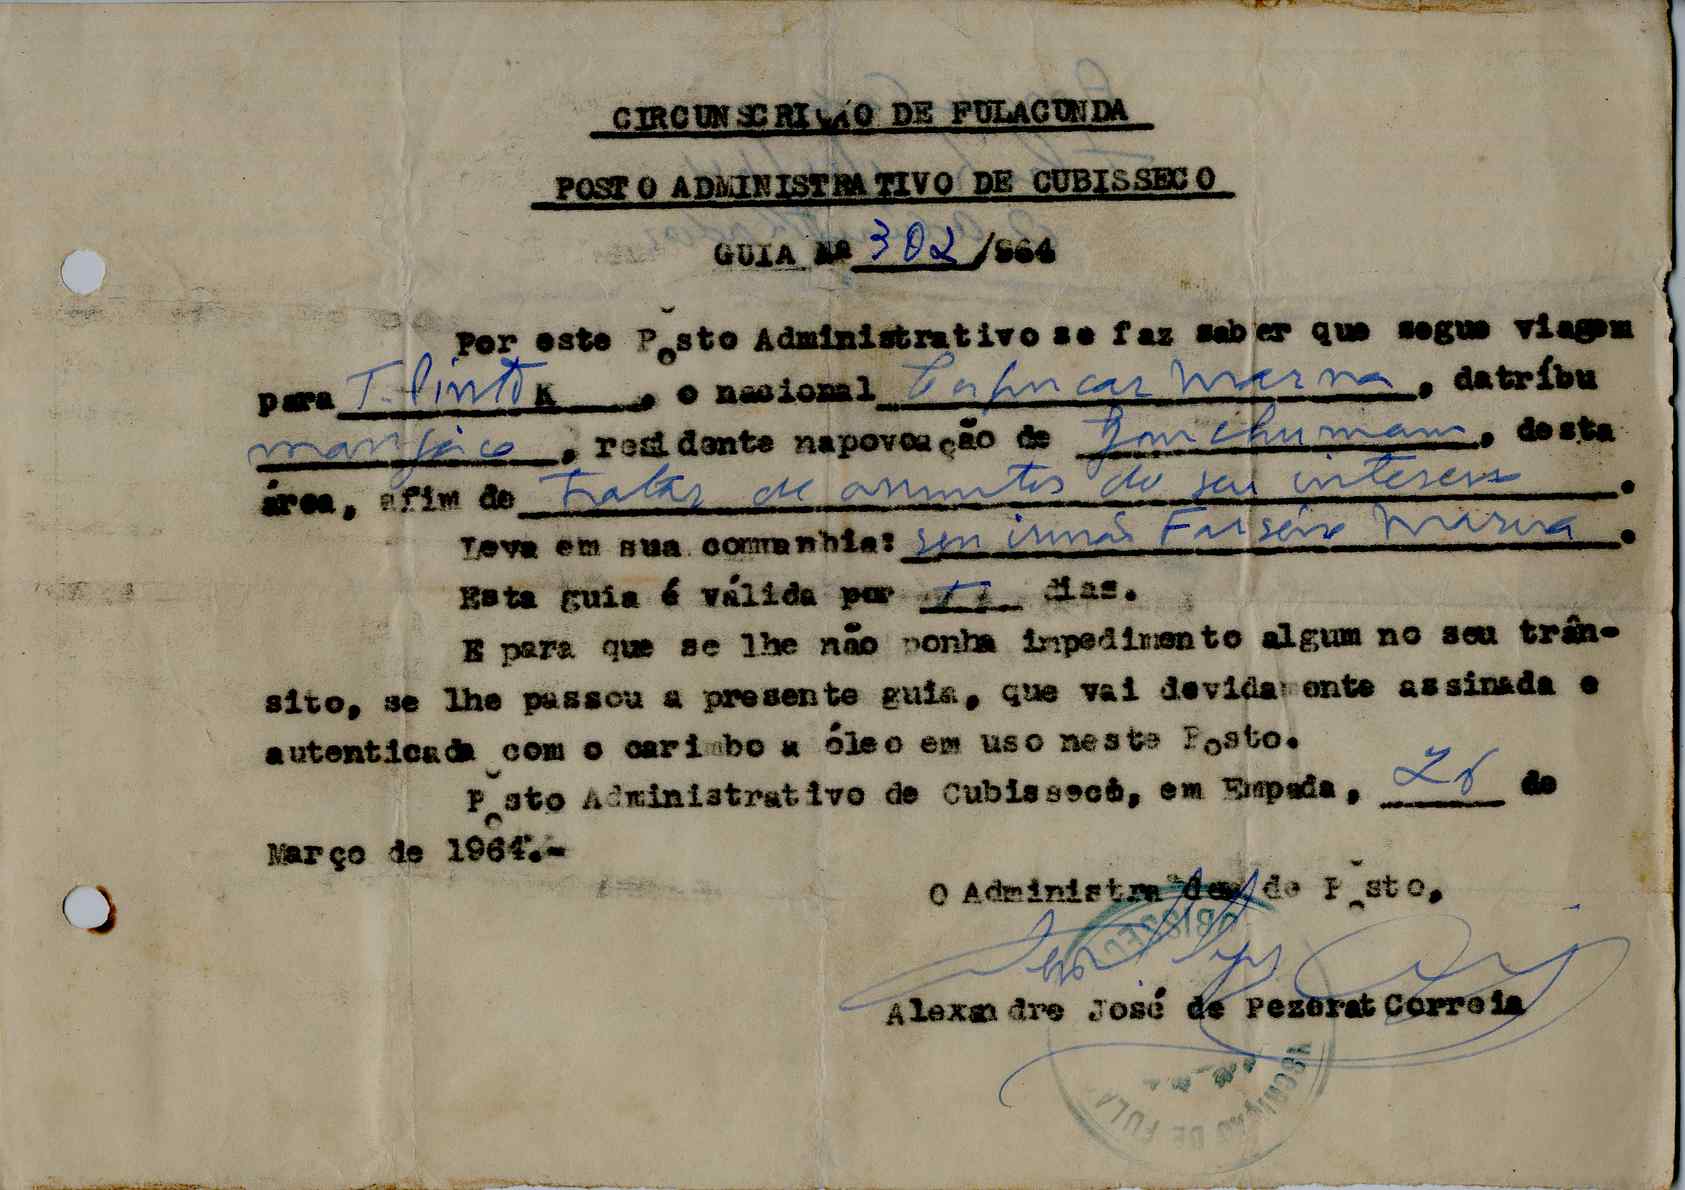 CIRCUNSCRIÇÃO DE FULACUNDA
POSTO ADMINISTRATIVO DE CUBISSECO
GUIA Nº 302/964
Por este Posto Administrativo se faz saber que segue viagem
para T. Pinto K, o nacional Marna, da tríbu
manjaco, residente na povoação de, desta
área, afim de tratar de assuntos do seu interesse.
Leva em sua companhia: seu irmão Marna.
Esta guia é válida por dias.
E para que se lhe não ponha impedimento algum no seu trân-
sito, se lhe passou a presente guia, que vai devidamente assinada e
autenticada com o carimbo a óleo em uso neste Posto.
Posto Administrativo de Cubisseco, em Empada, 26 de
Março de 1964.-
O Administrador de Posto,
Alexandre José de Pezerat Correia